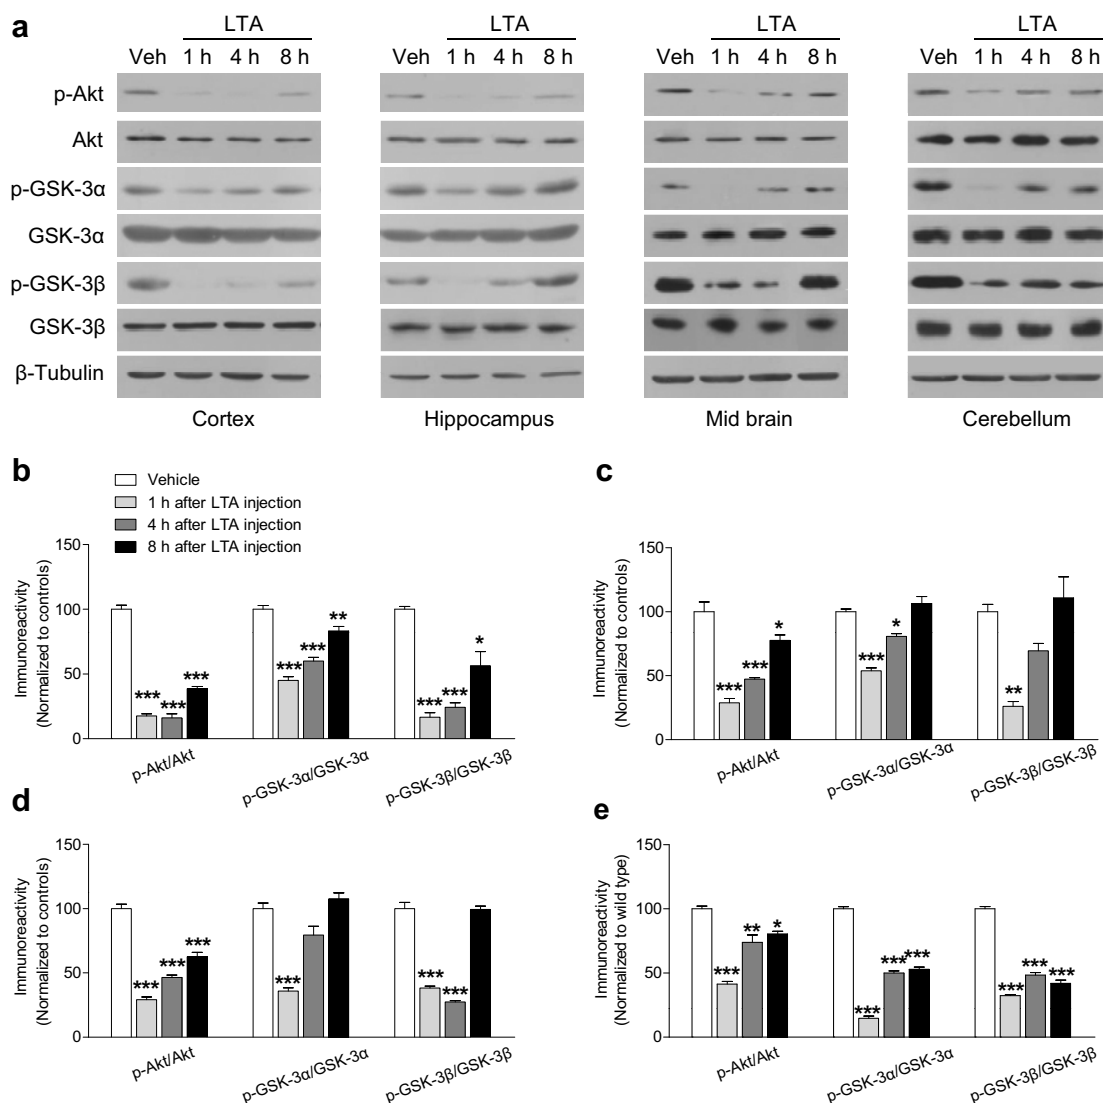 a
LTA LTA LTA LTA
Veh 1 h 4 h 8 h Veh 1 h 4 h 8 h Veh 1 h 4 h 8 h Veh 1 h 4 h 8 h
p-Akt
Akt
p-GSK-3α
GSK-3α
p-GSK-3β
GSK-3β
β-Tubulin
Cortex Hippocampus Mid brain Cerebellum
b
Vehicle
1 h after LTA injection
4 h after LTA injection
8 h after LTA injection
Immunoreactivity
(Normalized to controls)
150
100
50
0
*** *** ***
*** *** **
*** *** *
p-Akt/Akt
p-GSK-3α/GSK-3α
p-GSK-3β/GSK-3β
c
Immunoreactivity
(Normalized to controls)
150
100
50
0
*** *** *
*** *
**
p-Akt/Akt
p-GSK-3α/GSK-3α
p-GSK-3β/GSK-3β
d
Immunoreactivity
(Normalized to controls)
150
100
50
0
*** *** ***
***
*** ***
p-Akt/Akt
p-GSK-3α/GSK-3α
p-GSK-3β/GSK-3β
e
Immunoreactivity
(Normalized to wild type)
150
100
50
0
*** ** *
*** *** ***
*** *** ***
p-Akt/Akt
p-GSK-3α/GSK-3α
p-GSK-3β/GSK-3β